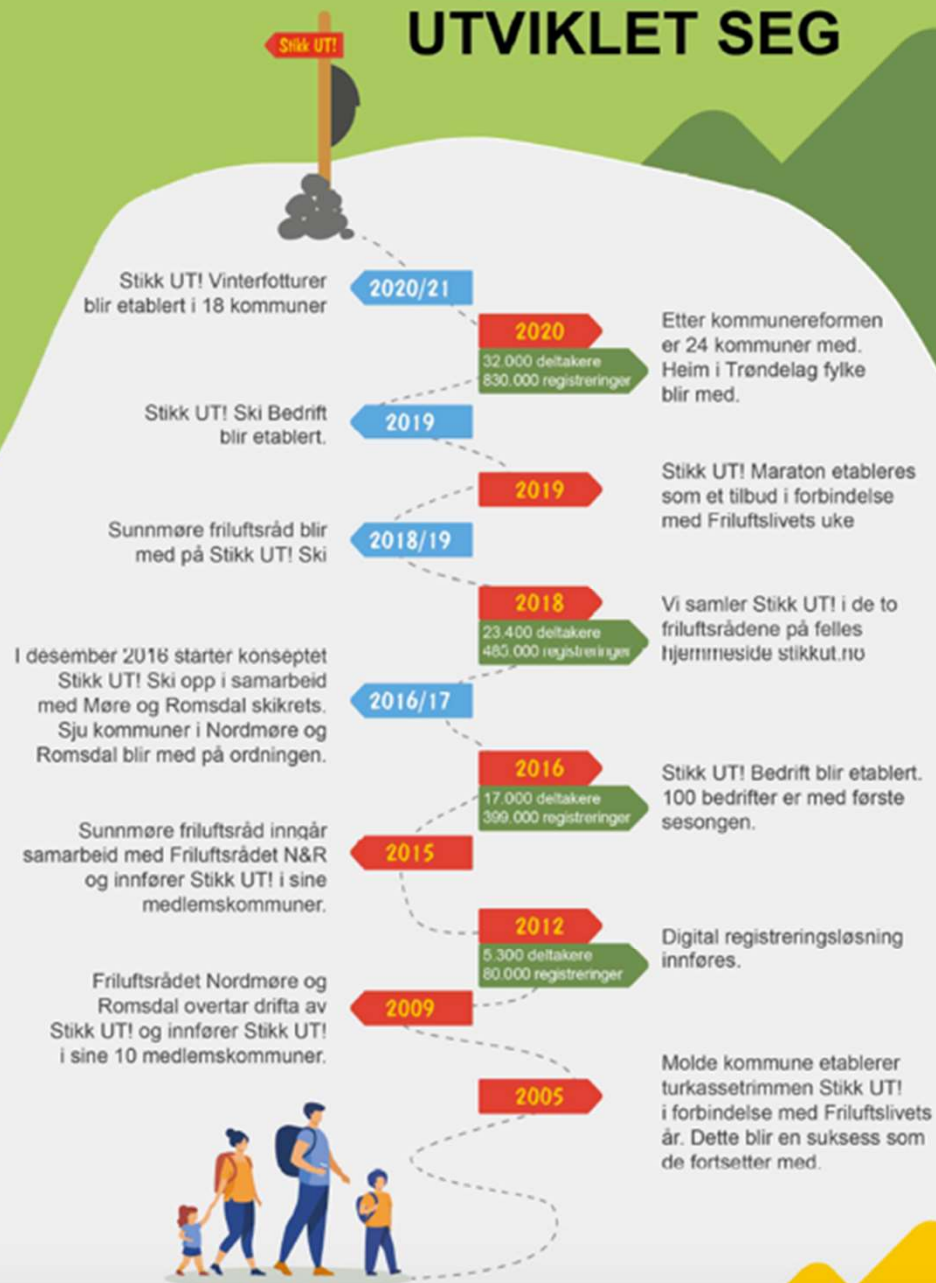 UTVIKLET SEG
Stikk UT!
Stikk UT! Vinterfotturer
blir etablert i 18 kommuner
2020/21
2020
32.000 deltakere
830.000 registreringer
Etter kommunereformen
er 24 kommuner med.
Heim i Trøndelag fylke
blir med.
Stikk UT! Ski Bedrift
blir etablert.
2019
2019
Stikk UT! Maraton etableres
som et tilbud i forbindelse
med Friluftslivets uke
Sunnmøre friluftsråd blir
med på Stikk UT! Ski
2018/19
2018
23.400 deltakere
485.000 registreringer
Vi samler Stikk UT! i de to
friluftsrådene på felles
hjemmeside stikkut.no
I desember 2016 starter konseptet
Stikk UT! Ski opp i samarbeid
med Møre og Romsdal skikrets.
Sju kommuner i Nordmøre og
Romsdal blir med på ordningen.
2016/17
2016
17.000 deltakere
399.000 registreringer
Stikk UT! Bedrift blir etablert.
100 bedrifter er med første
sesongen.
Sunnmøre friluftsråd inngår
samarbeid med Friluftsrådet N&R
og innfører Stikk UT! i sine
medlemskommuner.
2015
2012
5.300 deltakere
80.000 registreringer
Digital registreringsløsning
innføres.
Friluftsrådet Nordmøre og
Romsdal overtar drifta av
Stikk UT! og innfører Stikk UT!
i sine 10 medlemskommuner.
2009
2005
Molde kommune etablerer
turkassetrimmen Stikk UT!
i forbindelse med Friluftslivets
år. Dette blir en suksess som
de fortsetter med.